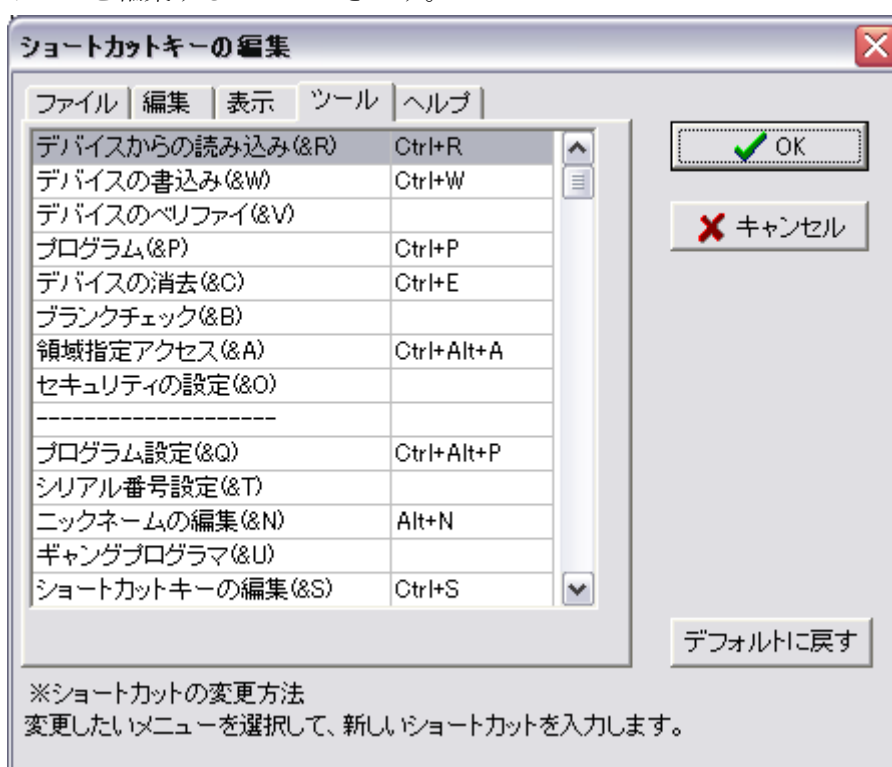 ショートカットキーの編集
ファイル 編集 表示 ツール ヘルプ
デバイスからの読み込み(&R) Ctrl+R
デバイスの書込み(&W) Ctrl+W
デバイスのベリファイ(&V)
プログラム(&P) Ctrl+P
デバイスの消去(&C) Ctrl+E
ブランクチェック(&B)
領域指定アクセス(&A) Ctrl+Alt+A
セキュリティの設定(&O)
--------------------
プログラム設定(&Q) Ctrl+Alt+P
シリアル番号設定(&T)
ニックネームの編集(&N) Alt+N
ギャングプログラマ(&U)
ショートカットキーの編集(&S) Ctrl+S
OK
キャンセル
デフォルトに戻す
※ショートカットの変更方法
変更したいメニューを選択して、新しいショートカットを入力します。